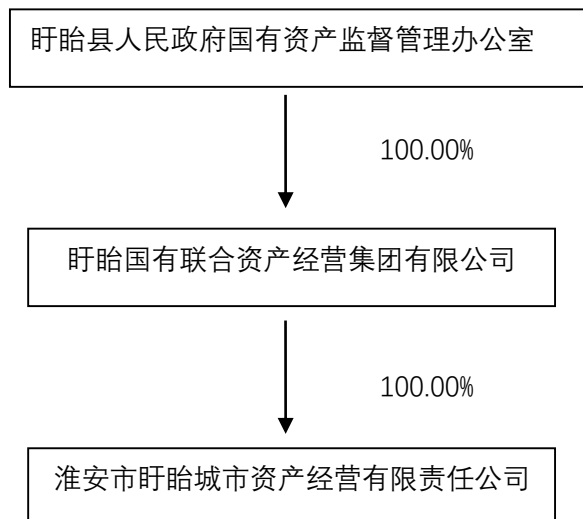 盱眙县人民政府国有资产监督管理办公室
100.00%
盱眙国有联合资产经营集团有限公司
100.00%
淮安市盱眙城市资产经营有限责任公司